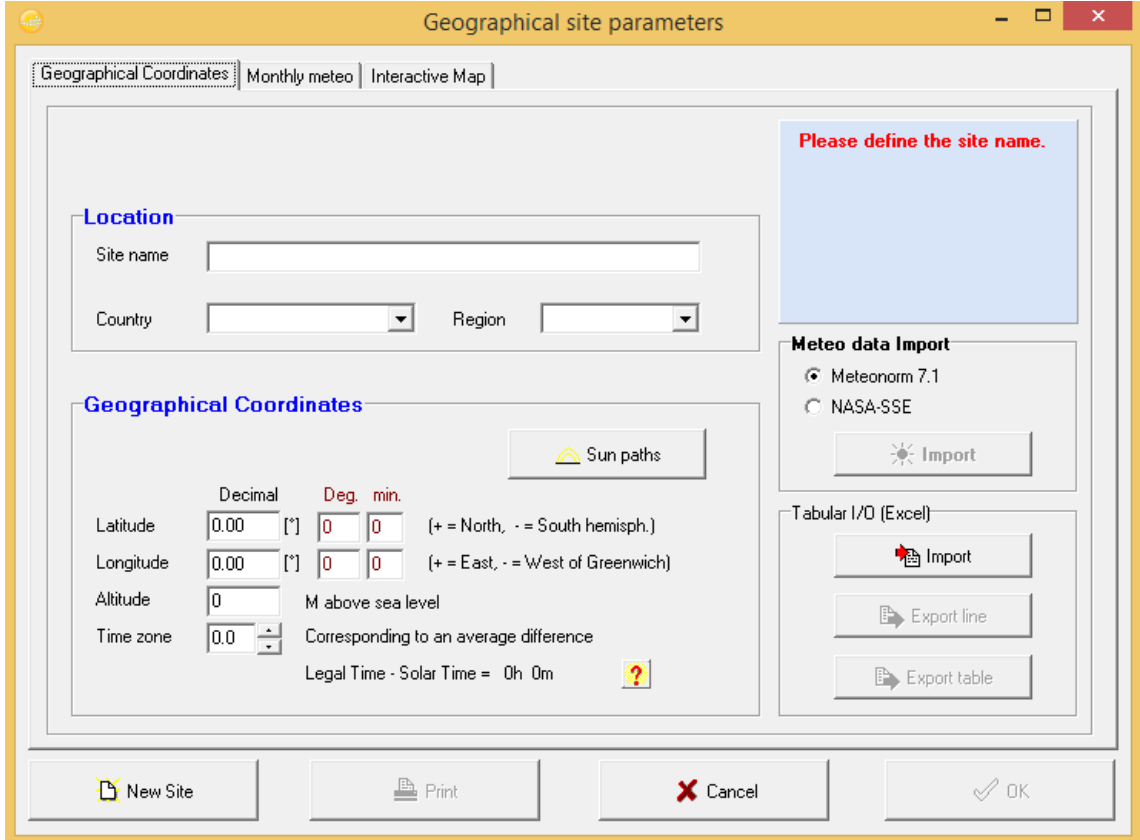 Geographical site parameters
Geographical Coordinates Monthly meteo Interactive Map
Please define the site name.
Location
Site name
Country Region
Meteo data Import
Meteonorm 7.1
NASA-SSE
Import
Geographical Coordinates
Sun paths
Decimal Deg. min.
Latitude 0.00 [°] 0 0 (+ = North, - = South hemisph.)
Longitude 0.00 [°] 0 0 (+ = East, - = West of Greenwich)
Altitude 0 M above sea level
Time zone 0.0 Corresponding to an average difference
Legal Time - Solar Time = 0h 0m ?
Tabular I/O (Excel)
Import
Export line
Export table
New Site Print Cancel OK